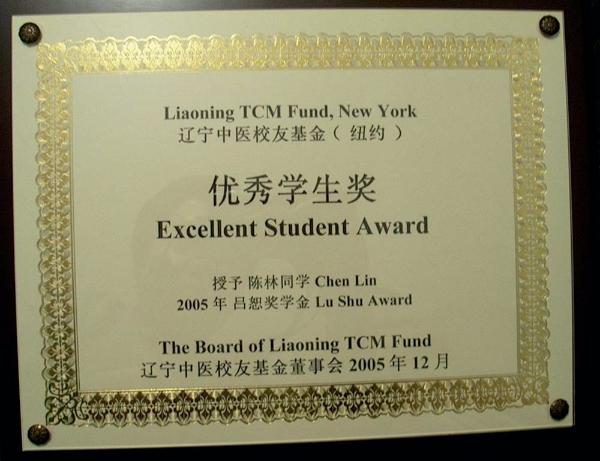 Liaoning TCM Fund, New York
辽宁中医校友基金（ 纽约 ）
优秀学生奖
Excellent Student Award
授予 陈林同学 Chen Lin
2005 年 吕恕奖学金 Lu Shu Award
The Board of Liaoning TCM Fund
辽宁中医校友基金董事会 2005 年 12 月